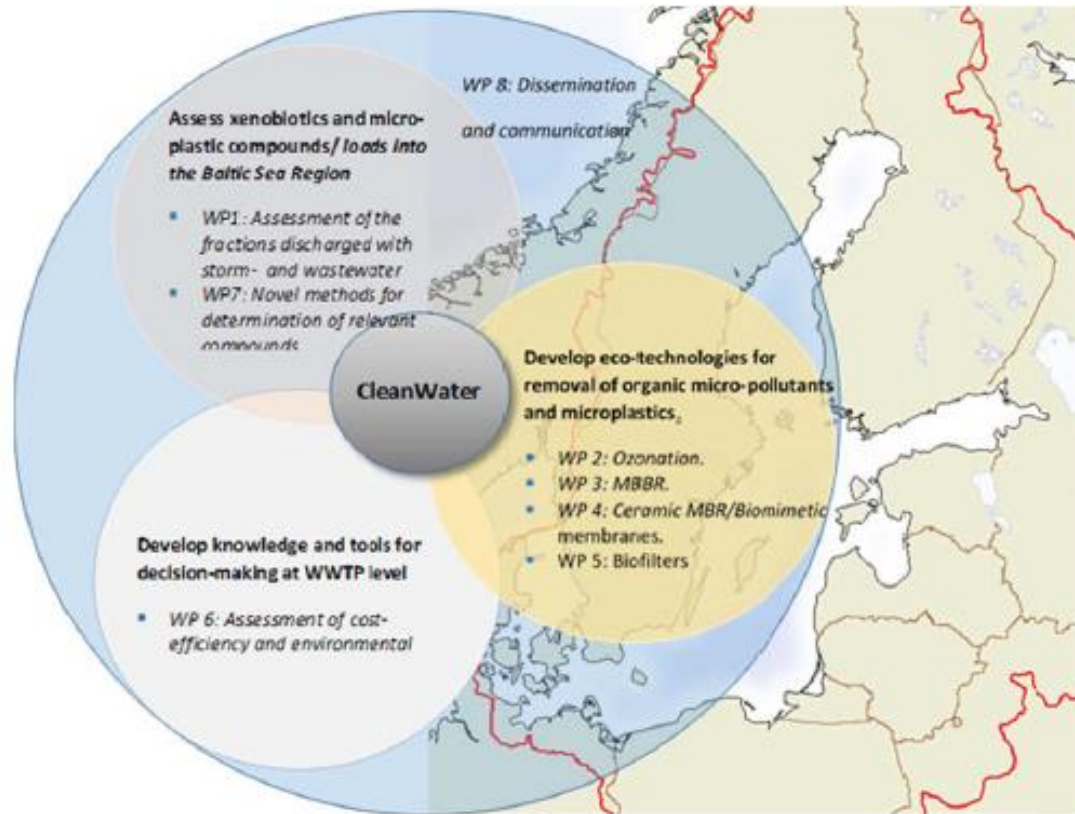 WP 8: Dissemination
and communication
Assess xenobiotics and micro-
plastic compounds/ loads into
the Baltic Sea Region
WP1: Assessment of the
fractions discharged with
storm- and wastewater
WP7: Novel methods for
determination of relevant
compounds
CleanWater
Develop eco-technologies for
removal of organic micro-pollutants
and microplastics
WP 2: Ozonation.
WP 3: MBBR.
WP 4: Ceramic MBR/Biomimetic
membranes.
WP 5: Biofilters
Develop knowledge and tools for
decision-making at WWTP level
WP 6: Assessment of cost-
efficiency and environmental